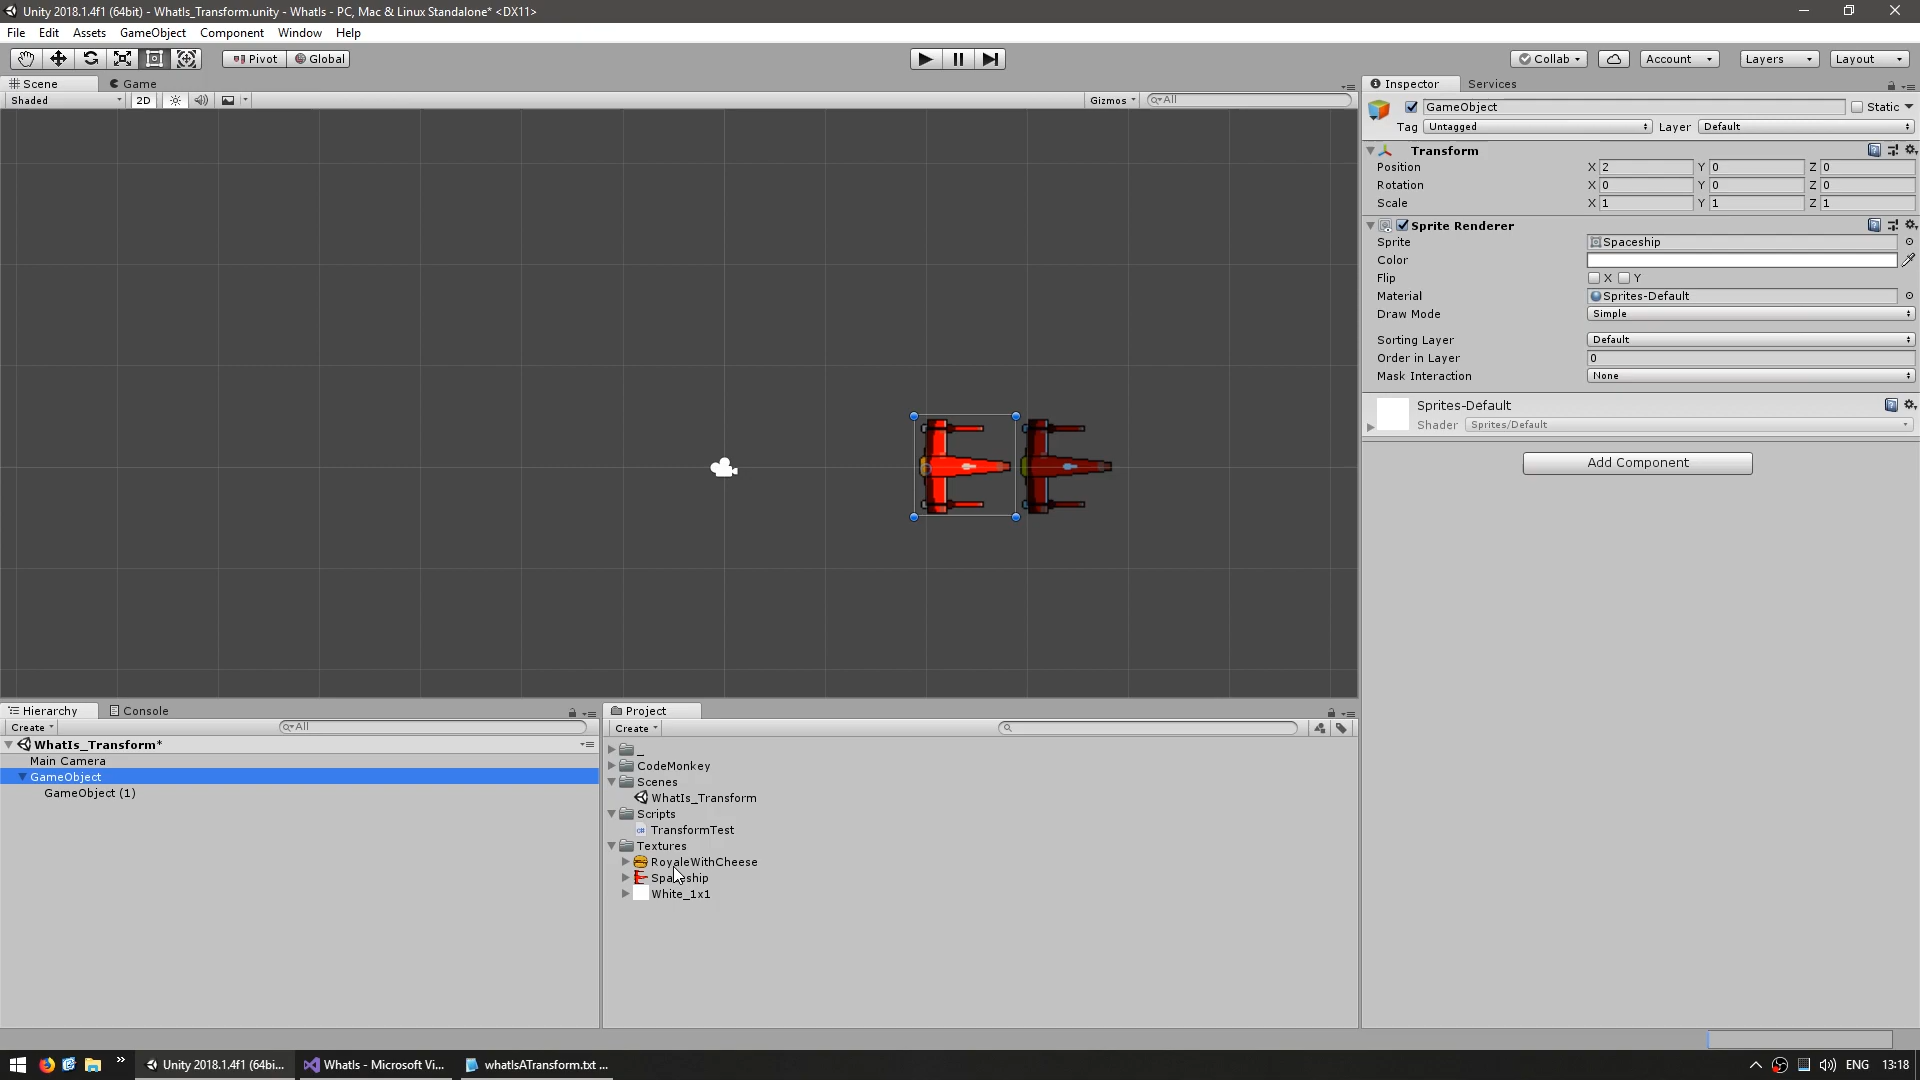 Unity 2018.1.4f1 (64bit) - WhatIs_Transform.unity - WhatIs - PC, Mac & Linux Standalone* <DX11>
File Edit Assets GameObject Component Window Help
Pivot Global Collab Account Layers Layout
Scene Game
Shaded 2D Gizmos All
Inspector Services
GameObject Static
Tag Untagged Layer Default
Transform
Position X 2 Y 0 Z 0
Rotation X 0 Y 0 Z 0
Scale X 1 Y 1 Z 1
Sprite Renderer
Sprite Spaceship
Color
Flip X Y
Material Sprites-Default
Draw Mode Simple
Sorting Layer Default
Order in Layer 0
Mask Interaction None
Sprites-Default
Shader Sprites/Default
Add Component
Hierarchy Console
Create All
WhatIs_Transform*
Main Camera
GameObject
GameObject (1)
Project
Create
_
CodeMonkey
Scenes
WhatIs_Transform
Scripts
TransformTest
Textures
RoyaleWithCheese
Spaceship
White_1x1
Unity 2018.1.4f1 (64bi... WhatIs - Microsoft Vi... whatIsATransform.txt ... ENG 13:18